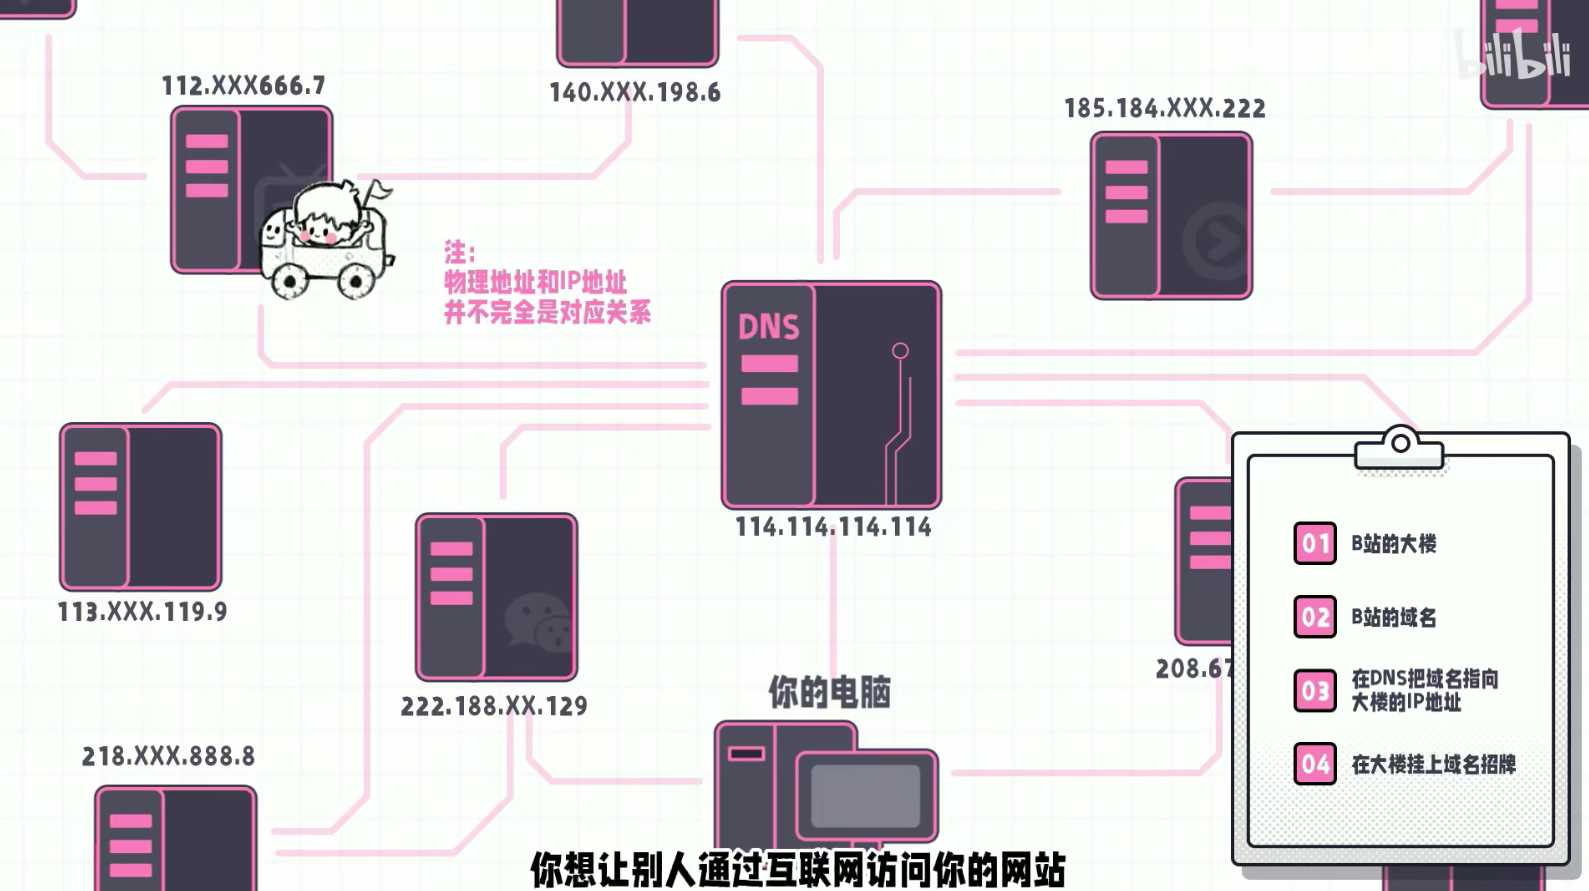 bilibili
112.XXX666.7
140.XXX.198.6
185.184.XXX.222
注:
物理地址和IP地址
并不完全是对应关系
DNS
114.114.114.114
113.XXX.119.9
222.188.XX.129
208.67
218.XXX.888.8
你的电脑
01 B站的大楼
02 B站的域名
03 在DNS把域名指向
大楼的IP地址
04 在大楼挂上域名招牌
你想让别人通过互联网访问你的网站